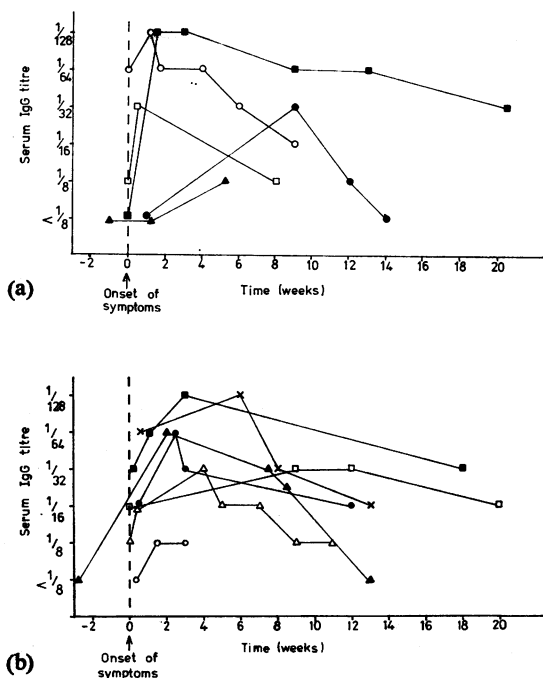 1/128
1/64
1/32
1/16
1/8
< 1/8
Serum IgG titre
-2 0 2 4 6 8 10 12 14 16 18 20
Onset of
symptoms
Time (weeks)
(a)
1/128
1/64
1/32
1/16
1/8
< 1/8
Serum IgG titre
-2 0 2 4 6 8 10 12 14 16 18 20
Onset of
symptoms
Time (weeks)
(b)